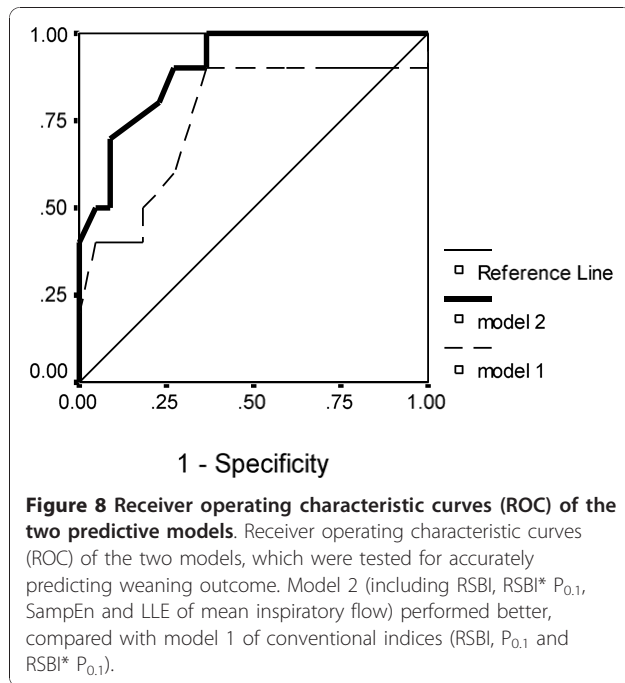 1.00
.75
.50
.25
0.00
0.00 .25 .50 .75 1.00
1 - Specificity
Reference Line
model 2
model 1
Figure 8 Receiver operating characteristic curves (ROC) of the
two predictive models. Receiver operating characteristic curves
(ROC) of the two models, which were tested for accurately
predicting weaning outcome. Model 2 (including RSBI, RSBI* P0.1,
SampEn and LLE of mean inspiratory flow) performed better,
compared with model 1 of conventional indices (RSBI, P0.1 and
RSBI* P0.1).